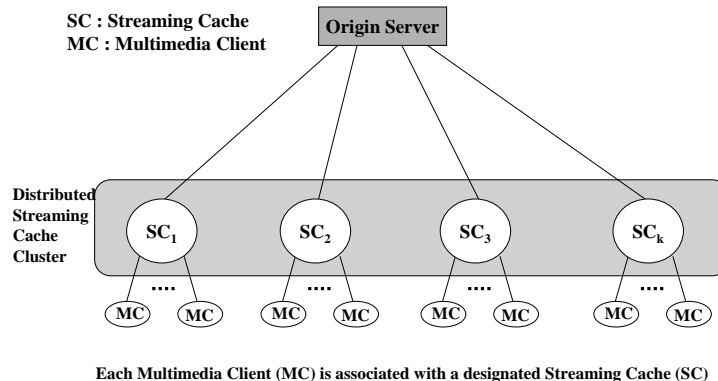 SC : Streaming Cache
MC : Multimedia Client
Origin Server
Distributed
Streaming
Cache
Cluster
SC1 SC2 SC3 SCk
.... .... .... ....
MC MC MC MC MC MC MC MC
Each Multimedia Client (MC) is associated with a designated Streaming Cache (SC)